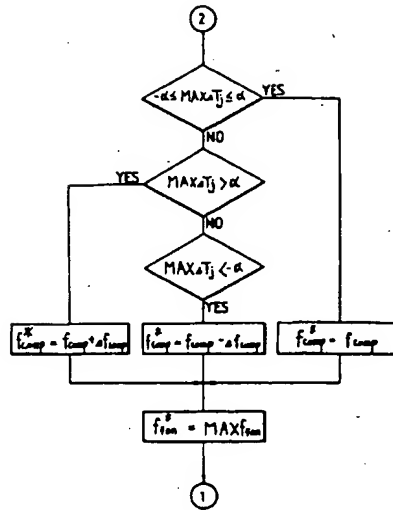 2
-α ≤ MAXΔTj ≤ α
YES
NO
YES
MAXΔTj > α
NO
MAXΔTj < -α
YES
f*comp = fcomp + Δfcomp
f*comp = fcomp - Δfcomp
f*comp = fcomp
f*fan = MAXffan
1